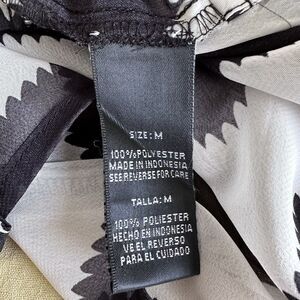 SIZE: M
100% POLYESTER
MADE IN INDONESIA
SEE REVERSE FOR CARE
TALLA: M
100% POLIESTER
HECHO EN INDONESIA
VE EL REVERSO
PARA EL CUIDADO